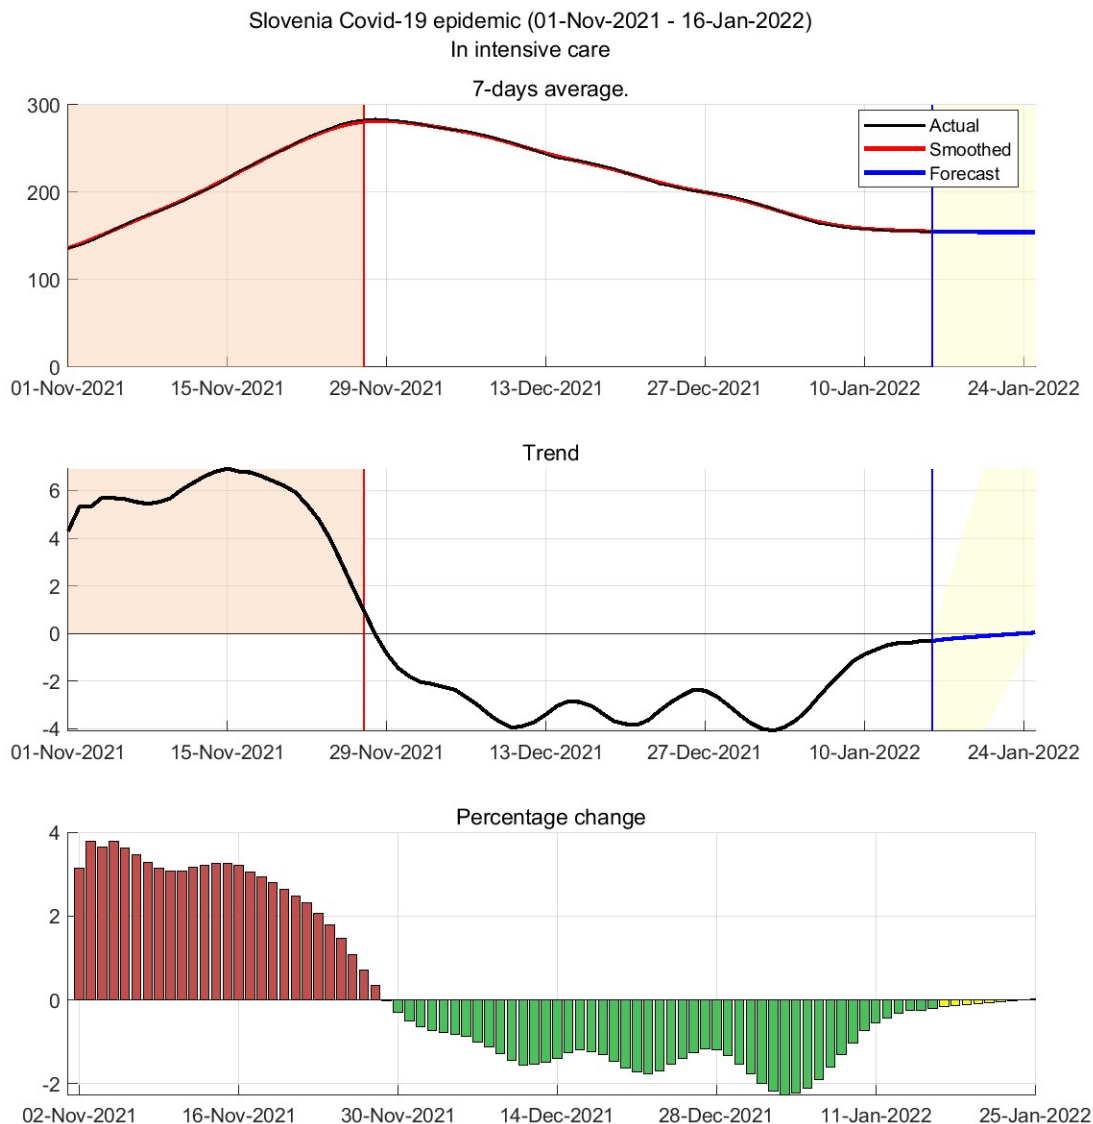 Slovenia Covid-19 epidemic (01-Nov-2021 - 16-Jan-2022)
In intensive care
7-days average.
300
200
100
0
Actual
Smoothed
Forecast
01-Nov-2021 15-Nov-2021 29-Nov-2021 13-Dec-2021 27-Dec-2021 10-Jan-2022 24-Jan-2022
Trend
6
4
2
0
-2
-4
01-Nov-2021 15-Nov-2021 29-Nov-2021 13-Dec-2021 27-Dec-2021 10-Jan-2022 24-Jan-2022
Percentage change
4
2
0
-2
02-Nov-2021 16-Nov-2021 30-Nov-2021 14-Dec-2021 28-Dec-2021 11-Jan-2022 25-Jan-2022